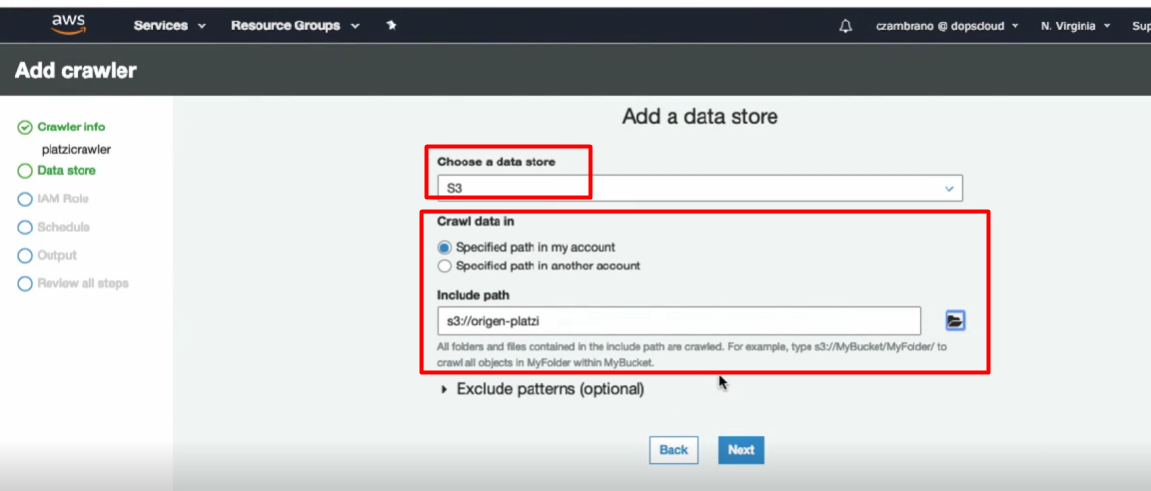 aws Services Resource Groups czambrano @ dopscloud N. Virginia Sup
Add crawler
Crawler info
platzicrawler
Data store
IAM Role
Schedule
Output
Review all steps
Add a data store
Choose a data store
S3
Crawl data in
Specified path in my account
Specified path in another account
Include path
s3://origen-platzi
All folders and files contained in the include path are crawled. For example, type s3://MyBucket/MyFolder/ to
crawl all objects in MyFolder within MyBucket.
Exclude patterns (optional)
Back Next